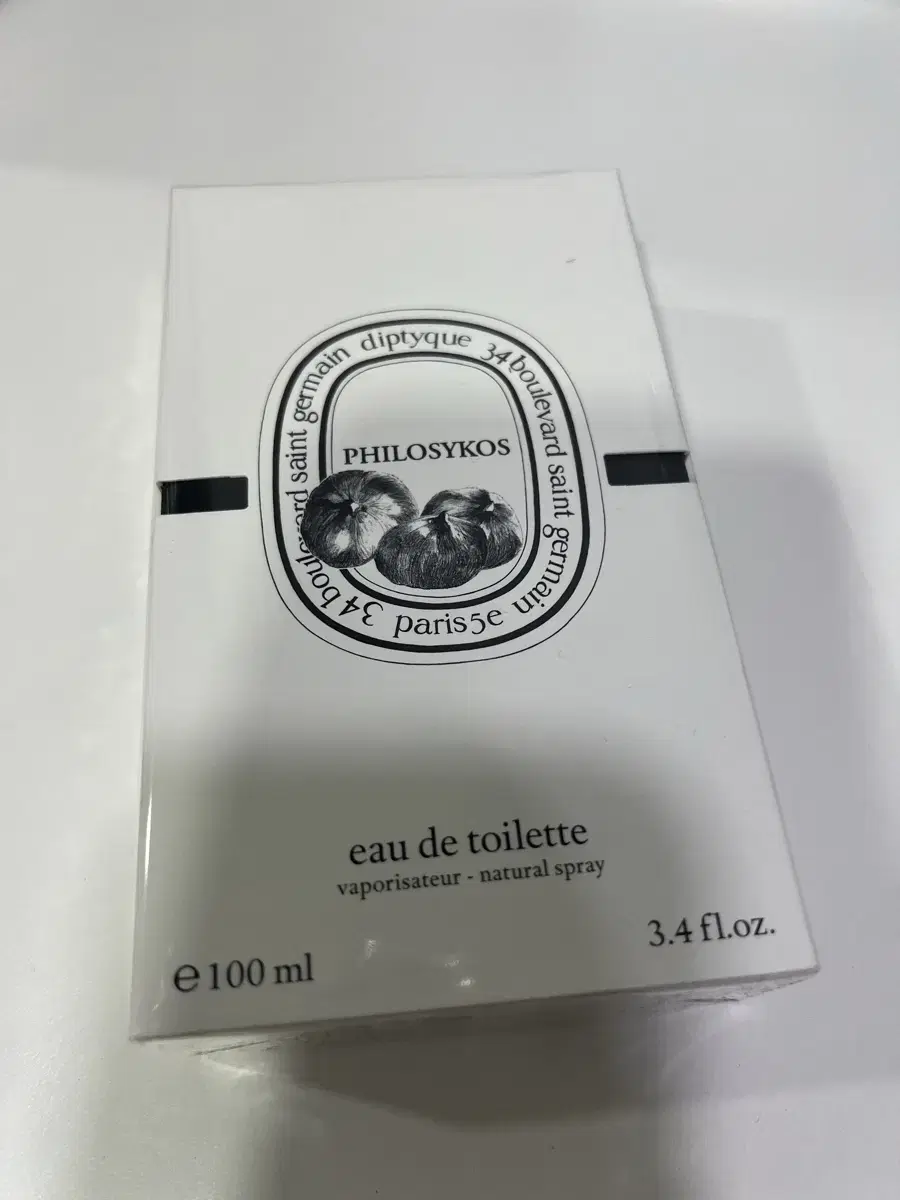 diptyque 34 boulevard saint germain paris5e 34 boulevard saint germain
PHILOSYKOS
eau de toilette
vaporisateur - natural spray
3.4 fl.oz.
e 100 ml